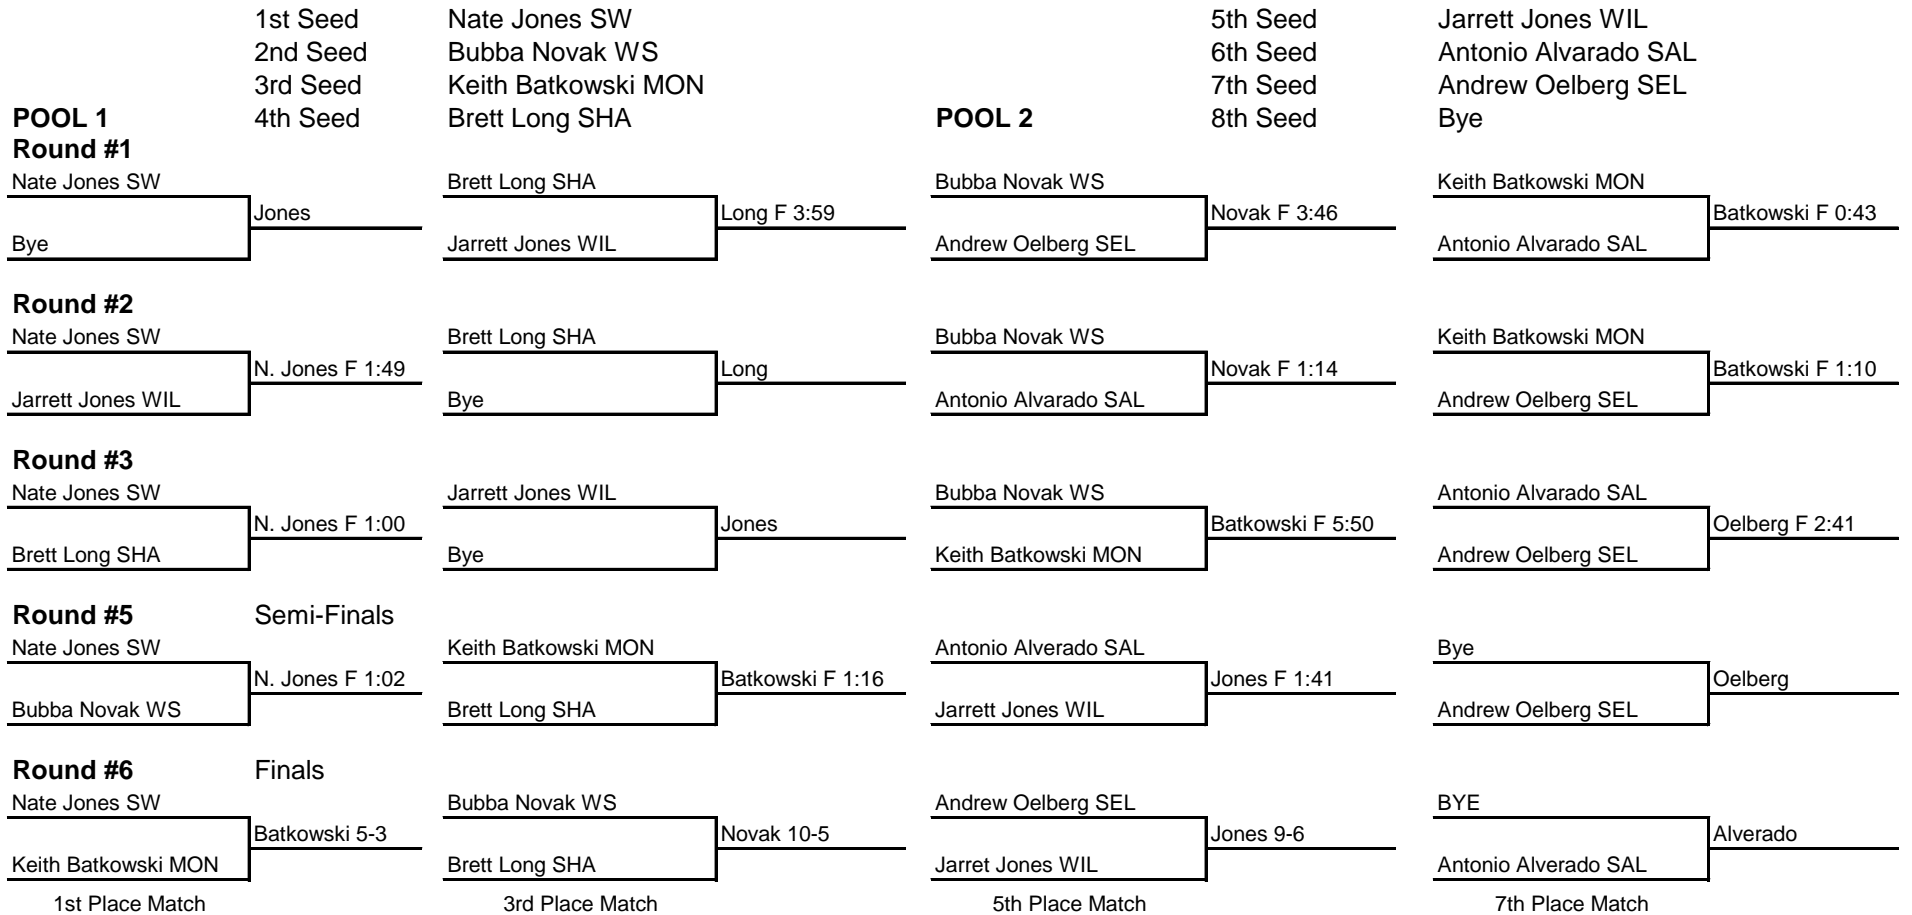 1st Seed Nate Jones SW 5th Seed Jarrett Jones WIL
2nd Seed Bubba Novak WS 6th Seed Antonio Alvarado SAL
3rd Seed Keith Batkowski MON 7th Seed Andrew Oelberg SEL
POOL 1 4th Seed Brett Long SHA POOL 2 8th Seed Bye
Round #1
Nate Jones SW Brett Long SHA Bubba Novak WS Keith Batkowski MON
Jones Long F 3:59 Novak F 3:46 Batkowski F 0:43
Bye Jarrett Jones WIL Andrew Oelberg SEL Antonio Alvarado SAL
Round #2
Nate Jones SW Brett Long SHA Bubba Novak WS Keith Batkowski MON
N. Jones F 1:49 Long Novak F 1:14 Batkowski F 1:10
Jarrett Jones WIL Bye Antonio Alvarado SAL Andrew Oelberg SEL
Round #3
Nate Jones SW Jarrett Jones WIL Bubba Novak WS Antonio Alvarado SAL
N. Jones F 1:00 Jones Batkowski F 5:50 Oelberg F 2:41
Brett Long SHA Bye Keith Batkowski MON Andrew Oelberg SEL
Round #5 Semi-Finals
Nate Jones SW Keith Batkowski MON Antonio Alverado SAL Bye
N. Jones F 1:02 Batkowski F 1:16 Jones F 1:41 Oelberg
Bubba Novak WS Brett Long SHA Jarrett Jones WIL Andrew Oelberg SEL
Round #6 Finals
Nate Jones SW Bubba Novak WS Andrew Oelberg SEL BYE
Batkowski 5-3 Novak 10-5 Jones 9-6 Alverado
Keith Batkowski MON Brett Long SHA Jarret Jones WIL Antonio Alverado SAL
1st Place Match 3rd Place Match 5th Place Match 7th Place Match